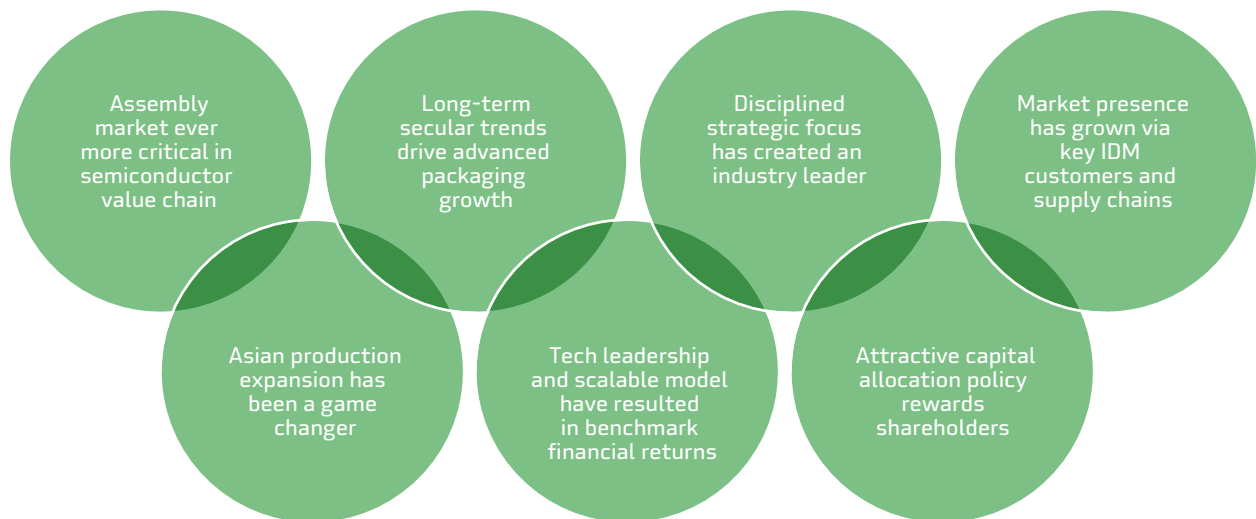 Assembly
market ever
more critical in
semiconductor
value chain
Long-term
secular trends
drive advanced
packaging
growth
Disciplined
strategic focus
has created an
industry leader
Market presence
has grown via
key IDM
customers and
supply chains
Asian production
expansion has
been a game
changer
Tech leadership
and scalable model
have resulted
in benchmark
financial returns
Attractive capital
allocation policy
rewards
shareholders